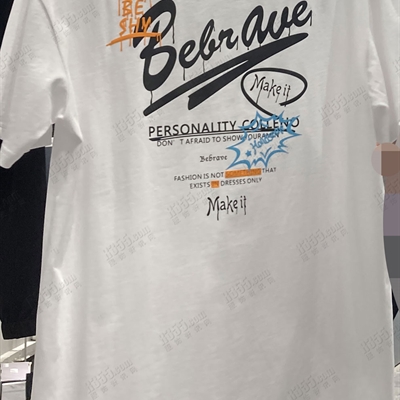 BE
SHY
Bebrave
Make it
PERSONALITY COLLENO
DON'T AFRAID TO SHOW YOUR
Bebrave
FASHION IS NOT THAT
EXISTS DRESSES ONLY
Make it